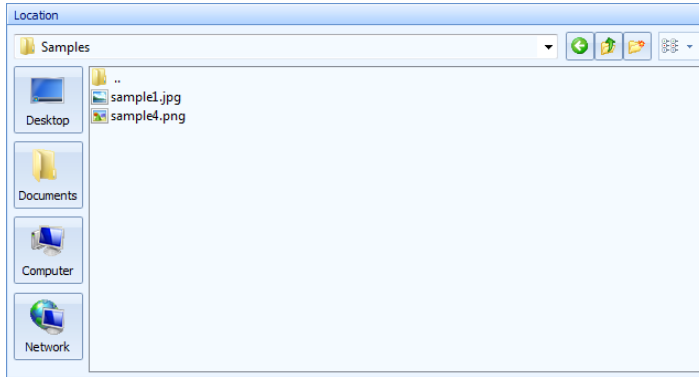 Location
Samples
..
sample1.jpg
sample4.png
Desktop
Documents
Computer
Network